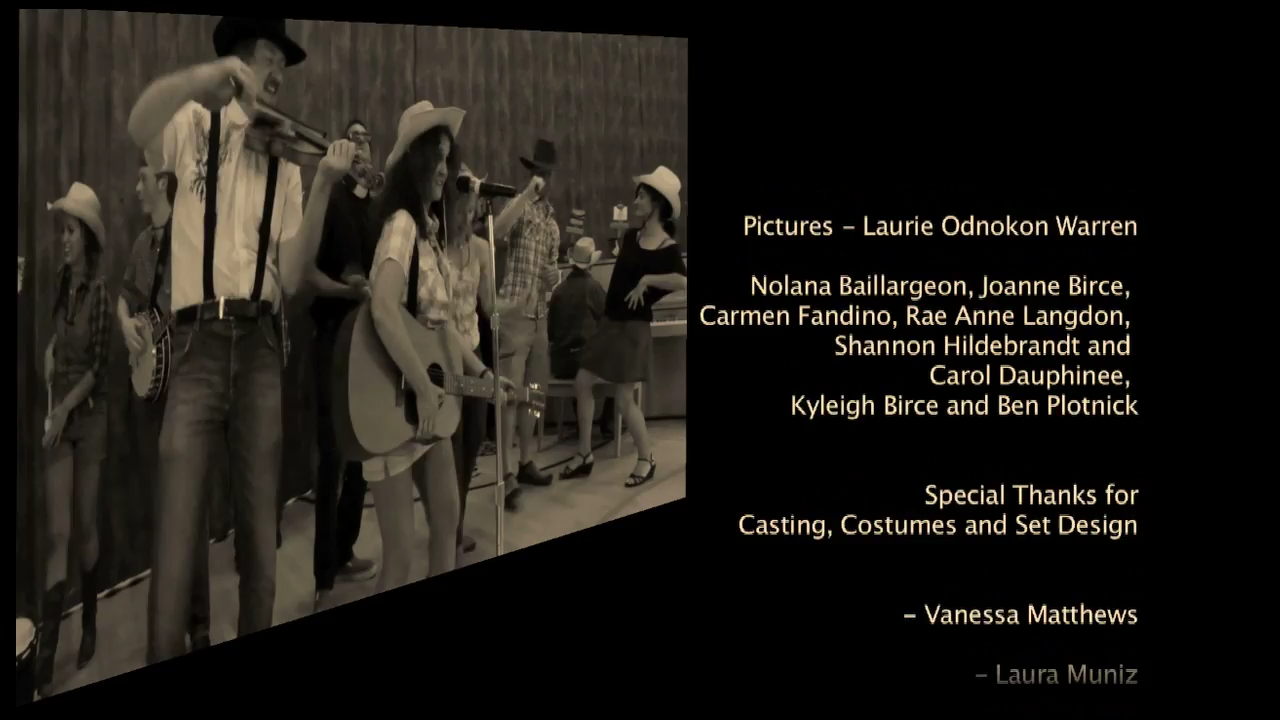 Pictures – Laurie Odnokon Warren
Nolana Baillargeon, Joanne Birce,
Carmen Fandino, Rae Anne Langdon,
Shannon Hildebrandt and
Carol Dauphinee,
Kyleigh Birce and Ben Plotnick
Special Thanks for
Casting, Costumes and Set Design
– Vanessa Matthews
– Laura Muniz